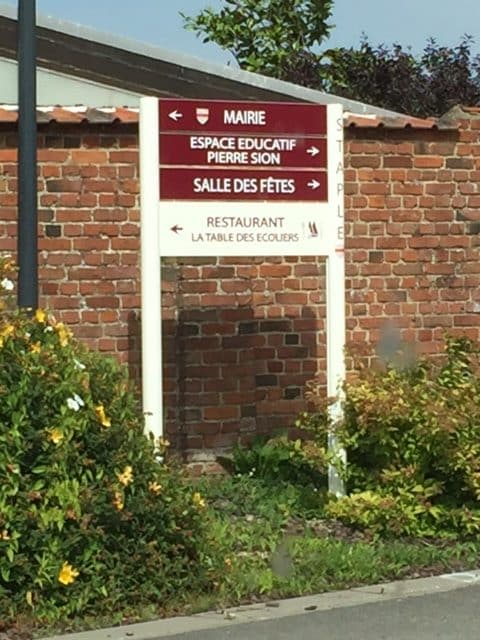 MAIRIE
ESPACE EDUCATIF
PIERRE SION
SALLE DES FÊTES
RESTAURANT
LA TABLE DES ECOLIERS
STAPLE